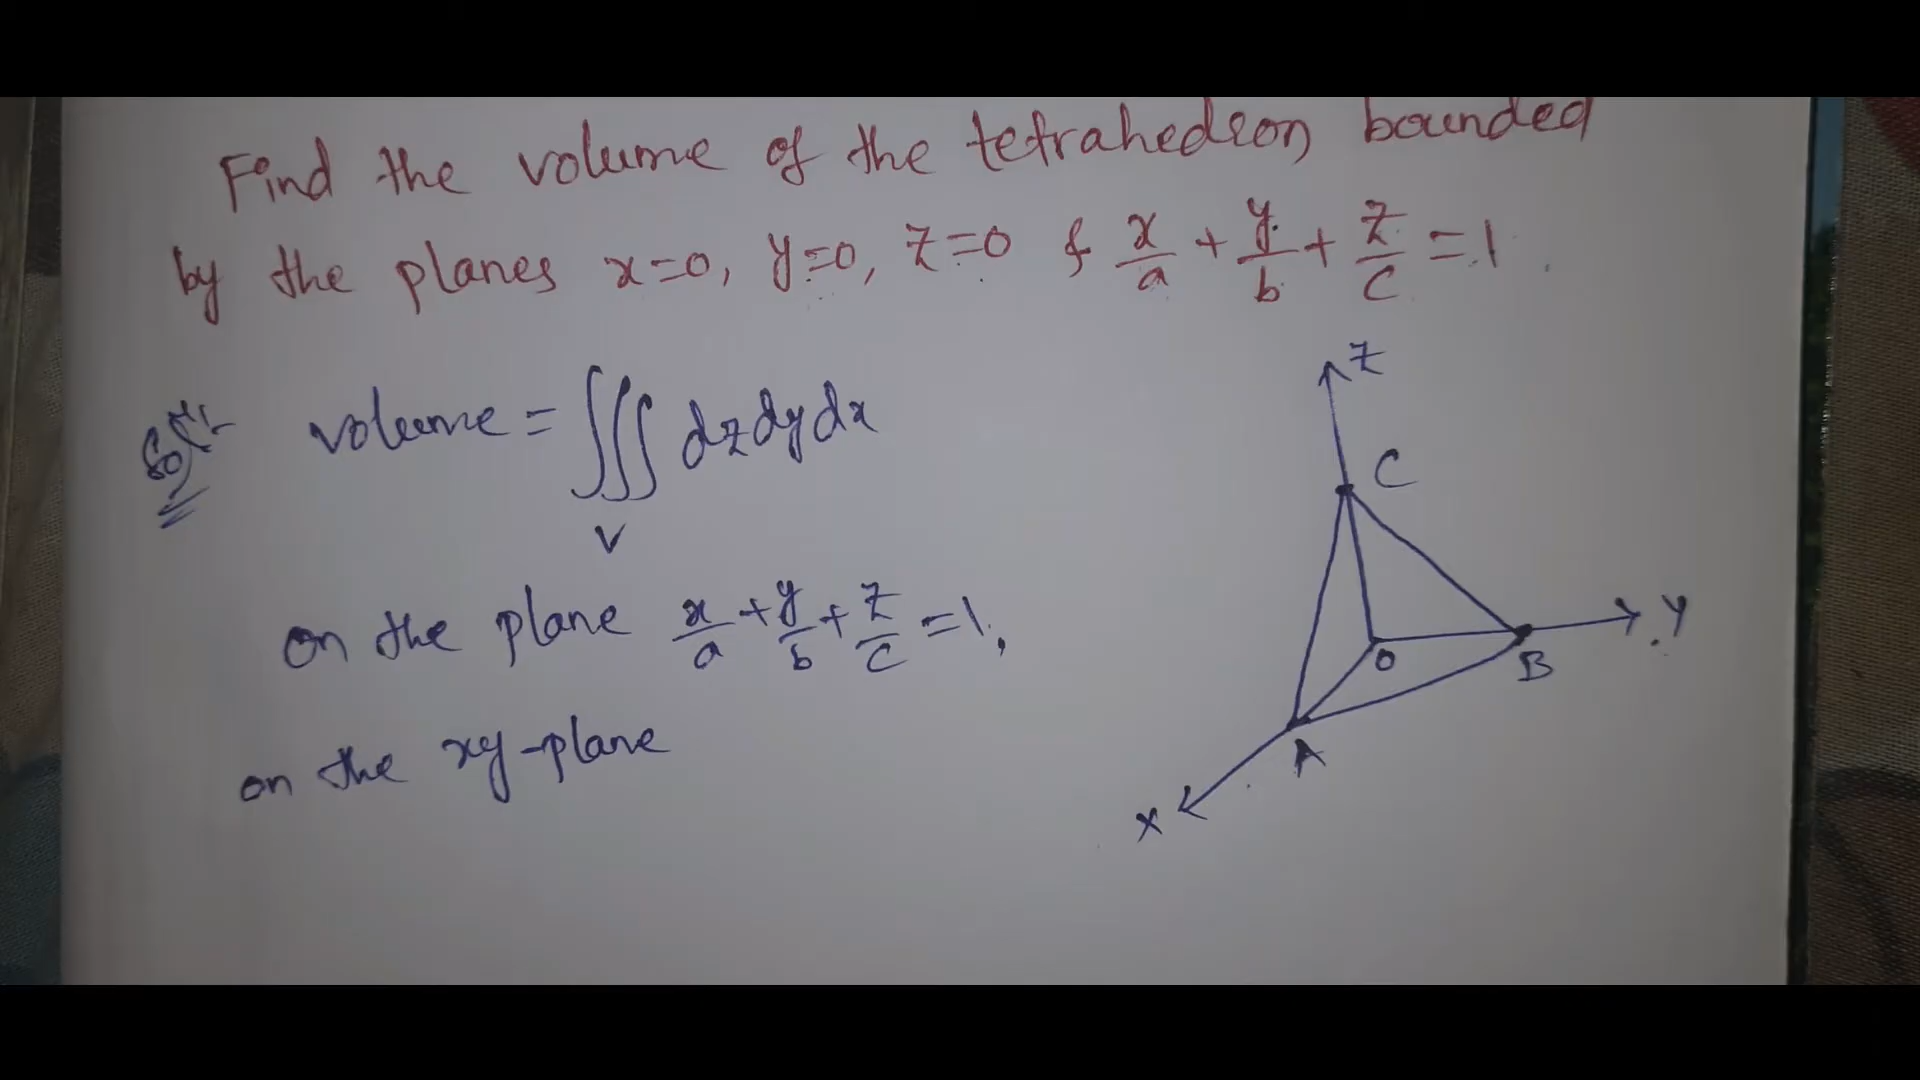 Find the volume of the tetrahedron bounded
by the planes x=0, y=0, z=0 & x/a + y/b + z/c = 1.
Sol:- volume = ∭ dz dy dx
V
on the plane x/a + y/b + z/c = 1,
on the xy-plane
Z
C
Y
O
B
A
X